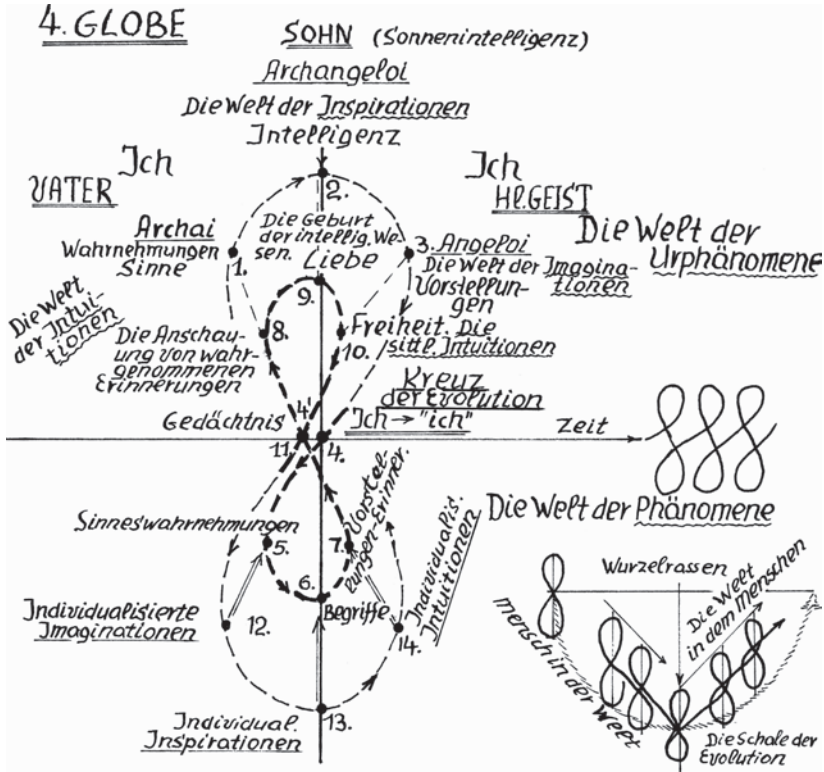 4. GLOBE
SOHN (Sonnenintelligenz)
Archangeloi
Die Welt der Inspirationen
Intelligenz
Ich
VATER
Ich
Hl. GEIST
2.
Archai
Wahrnehmungen
Sinne
1.
Die Geburt
der intellig. We-
sen.
Liebe
3. Angeloi
Die Welt der Imagina-
tionen
Vorstellun-
gen
Die Welt der
Urphänomene
Die Welt
der Intui-
tionen
9.
8.
Die Anschau-
ung von wahr-
genommenen
Erinnerungen
10.
Freiheit. Die
sittl. Intuitionen
Kreuz
der Evolution
Ich → "ich"
Gedächtnis
4'
11.
4.
Zeit
Die Welt der Phänomene
Sinneswahrnehmungen
5.
6.
7.
Vorstel-
lungen-Erinner.
Begriffe
Individualisierte
Imaginationen
12.
14.
Individualis.
Intuitionen
13.
Individual.
Inspirationen
Wurzelrassen
Mensch in der Welt
Die Welt
in dem Menschen
Die Schale der
Evolution